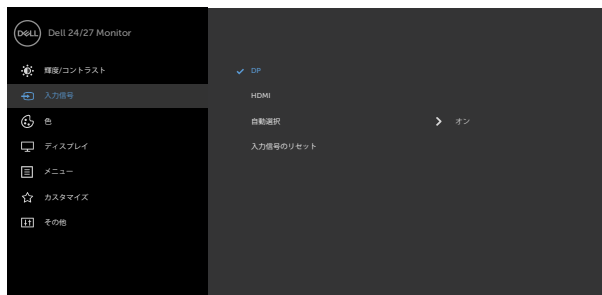 DELL Dell 24/27 Monitor
輝度/コントラスト
入力信号
色
ディスプレイ
メニュー
カスタマイズ
その他
DP
HDMI
自動選択 オン
入力信号のリセット